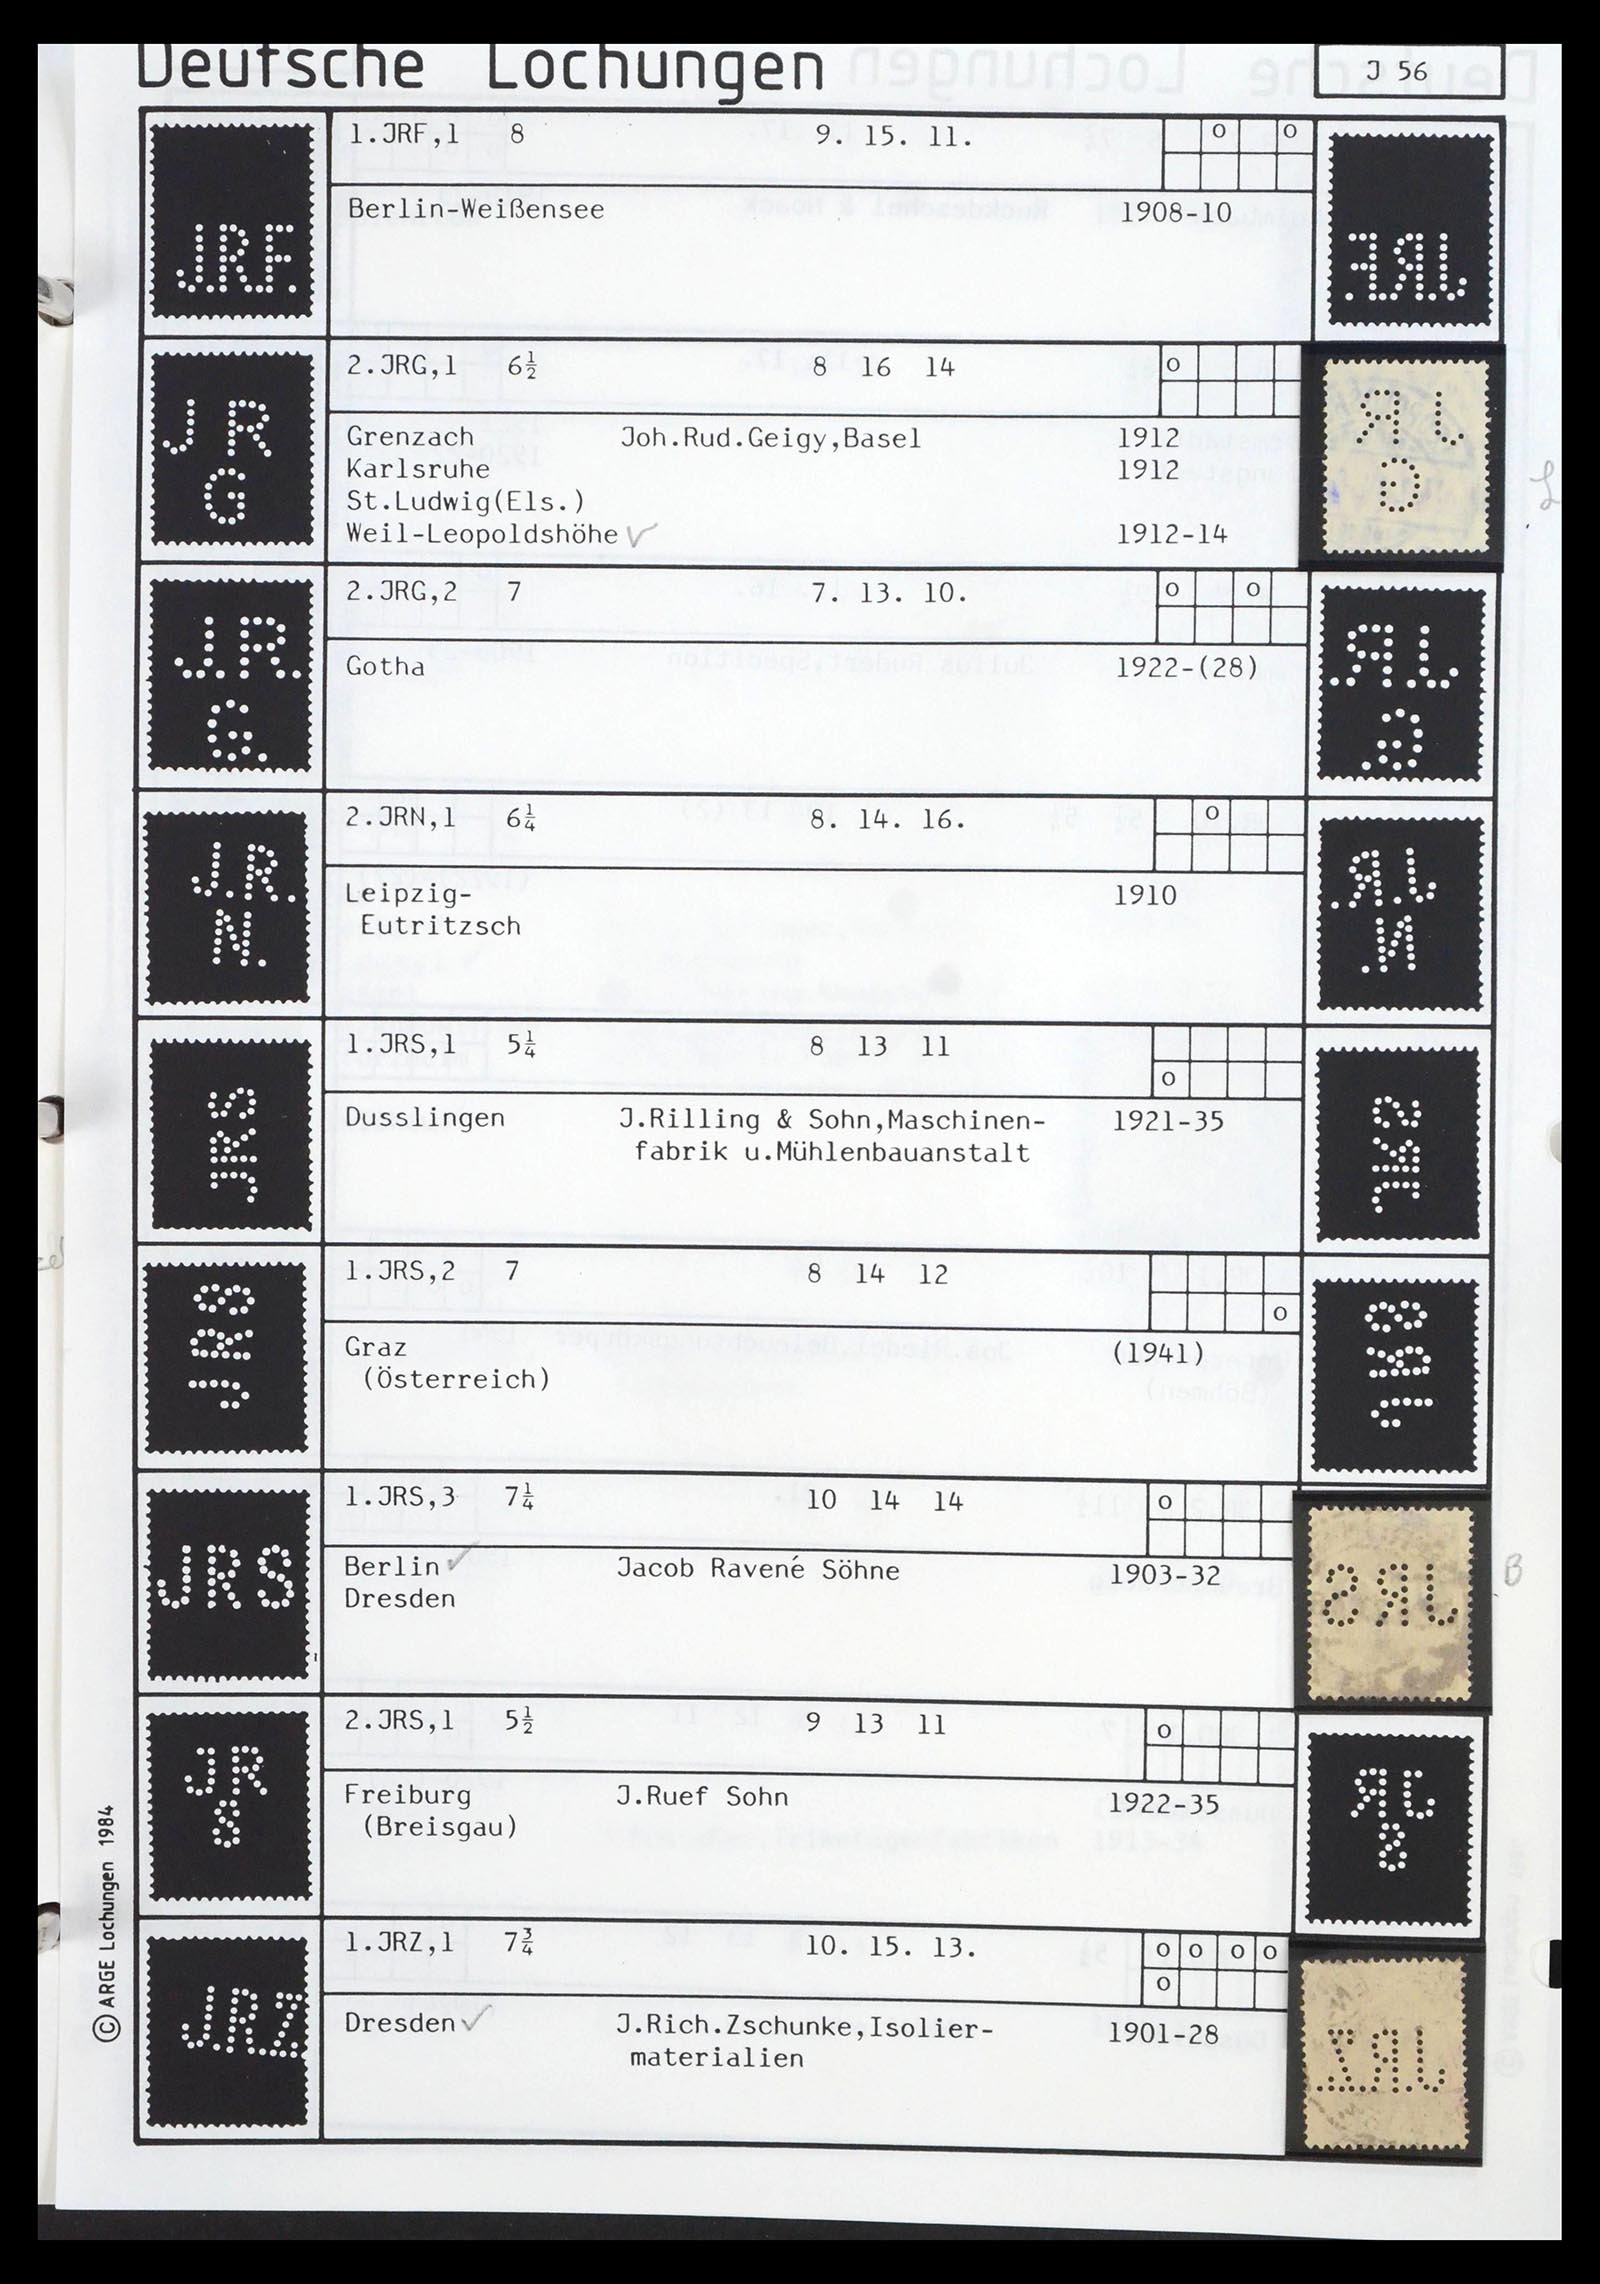 Deutsche Lochungen
J 56
JRF.
1.JRF,1 8 9. 15. 11.
Berlin-Weißensee 1908-10
JR
G
2.JRG,1 6½ 8 16 14
Grenzach Joh.Rud.Geigy,Basel 1912
Karlsruhe 1912
St.Ludwig(Els.)
Weil-Leopoldshöhe ✓ 1912-14
J.R.
G.
2.JRG,2 7 7. 13. 10.
Gotha 1922-(28)
J.R.
N.
2.JRN,1 6¼ 8. 14. 16.
Leipzig- 1910
Eutritzsch
JRS
1.JRS,1 5¼ 8 13 11
Dusslingen J.Rilling & Sohn,Maschinen- 1921-35
fabrik u.Mühlenbauanstalt
JRS
1.JRS,2 7 8 14 12
Graz (1941)
(Österreich)
JRS
1.JRS,3 7¼ 10 14 14
Berlin ✓ Jacob Ravené Söhne 1903-32
B
Dresden
JR
S
2.JRS,1 5½ 9 13 11
Freiburg J.Ruef Sohn 1922-35
(Breisgau)
J.R.Z.
1.JRZ,1 7¾ 10. 15. 13.
Dresden ✓ J.Rich.Zschunke,Isolier- 1901-28
materialien
© ARGE Lochungen 1984